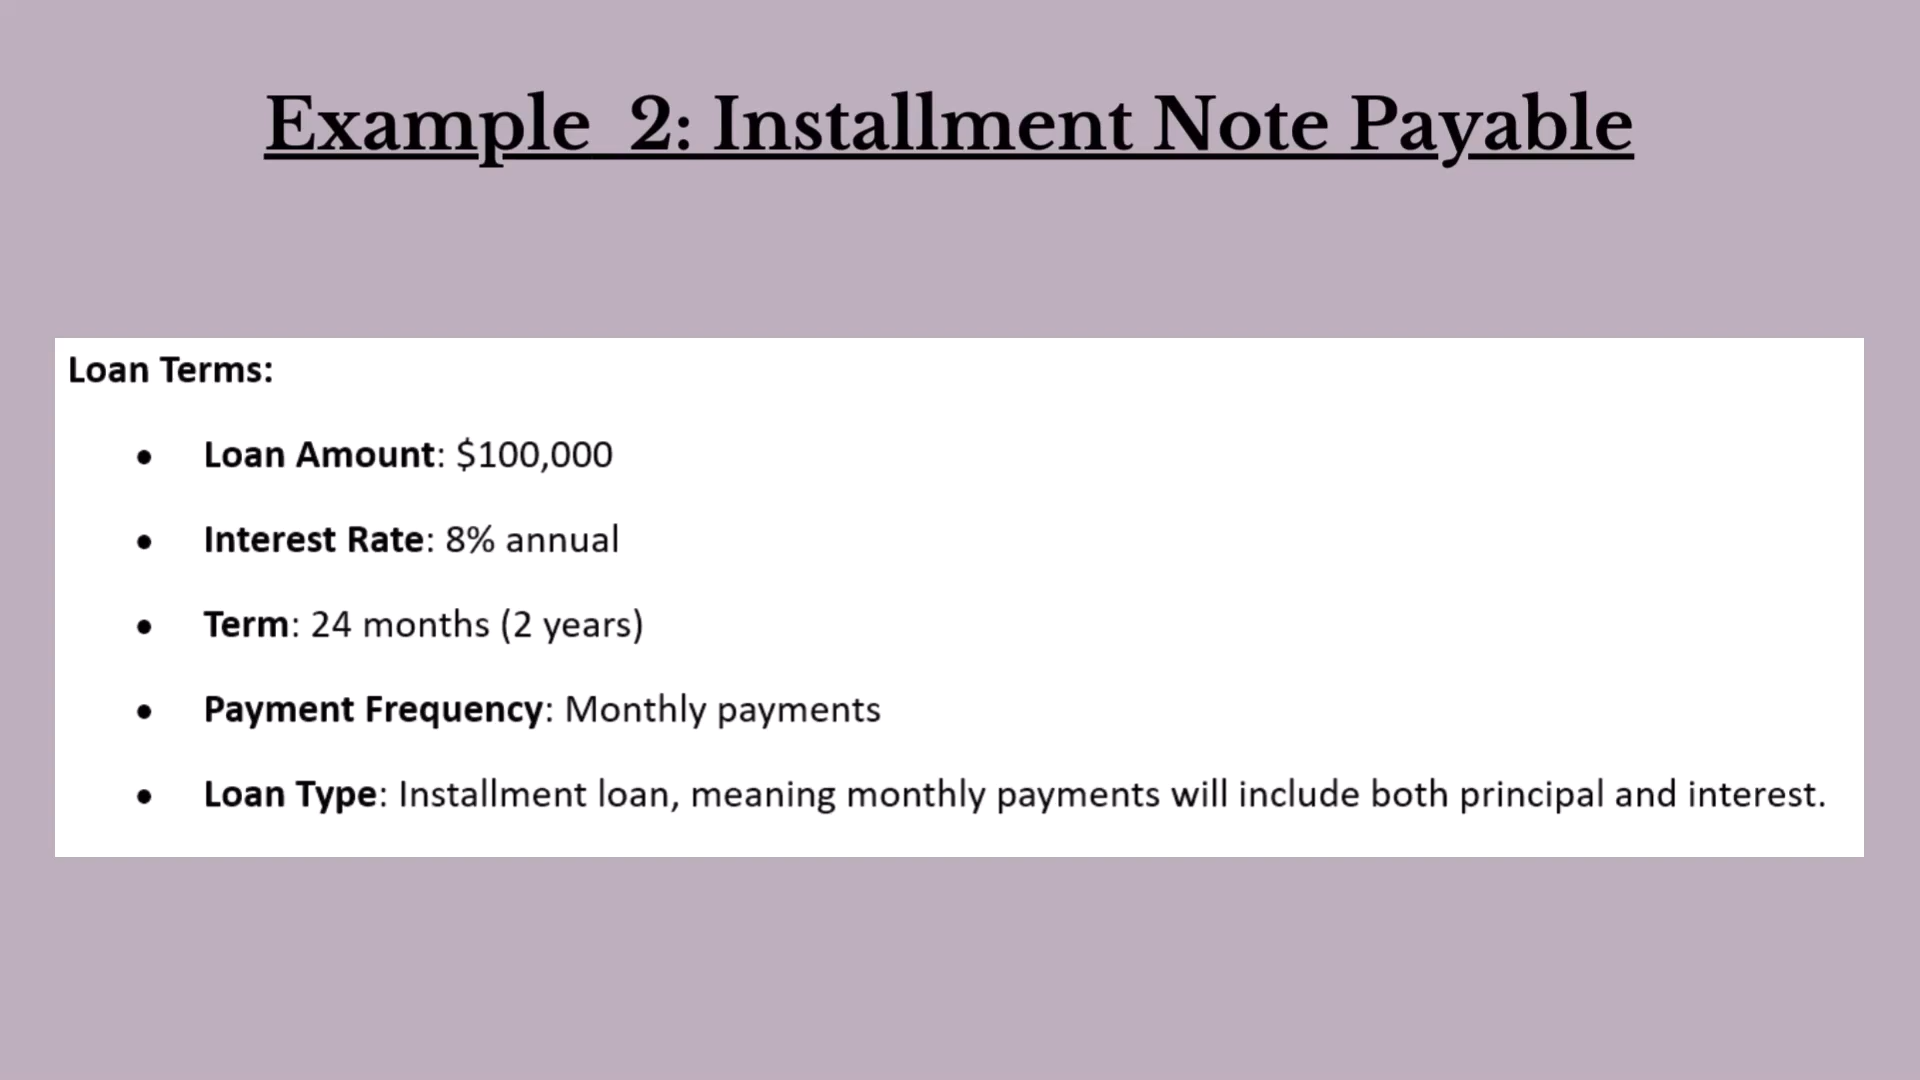 Example 2: Installment Note Payable
Loan Terms:
• Loan Amount: $100,000
• Interest Rate: 8% annual
• Term: 24 months (2 years)
• Payment Frequency: Monthly payments
• Loan Type: Installment loan, meaning monthly payments will include both principal and interest.